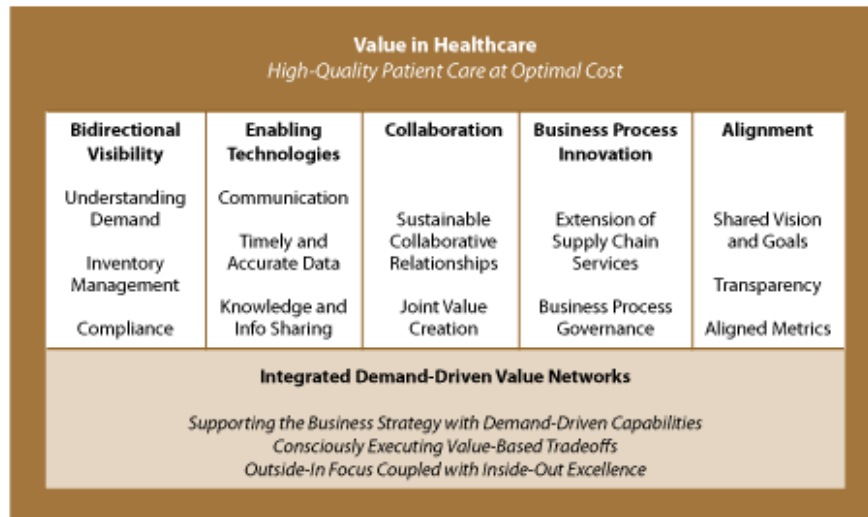 Value in Healthcare
High-Quality Patient Care at Optimal Cost
Bidirectional
Visibility
Understanding
Demand
Inventory
Management
Compliance
Enabling
Technologies
Communication
Timely and
Accurate Data
Knowledge and
Info Sharing
Collaboration
Sustainable
Collaborative
Relationships
Joint Value
Creation
Business Process
Innovation
Extension of
Supply Chain
Services
Business Process
Governance
Alignment
Shared Vision
and Goals
Transparency
Aligned Metrics
Integrated Demand-Driven Value Networks
Supporting the Business Strategy with Demand-Driven Capabilities
Consciously Executing Value-Based Tradeoffs
Outside-In Focus Coupled with Inside-Out Excellence